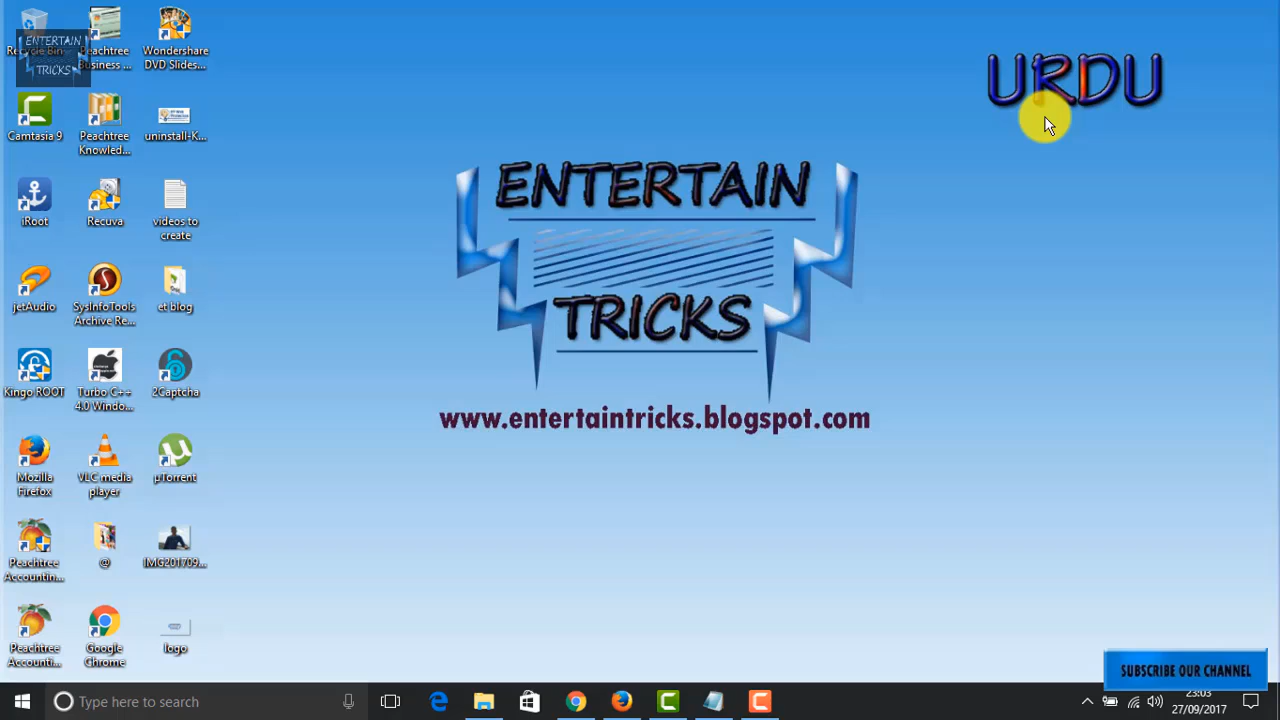 Recycle Bin
ENTERTAIN
TRICKS
Peachtree
Business ...
Wondershare
DVD Slides...
Camtasia 9
Peachtree
Knowled...
uninstall-K...
iRoot
Recuva
videos to
create
jetAudio
SysInfoTools
Archive Re...
et blog
Kingo ROOT
Turbo C++
4.0 Windo...
2Captcha
Mozilla
Firefox
VLC media
player
µTorrent
Peachtree
Accountin...
@
IMG201709...
Peachtree
Accounti...
Google
Chrome
logo
URDU
ENTERTAIN
TRICKS
www.entertaintricks.blogspot.com
SUBSCRIBE OUR CHANNEL
Type here to search
23:03
27/09/2017